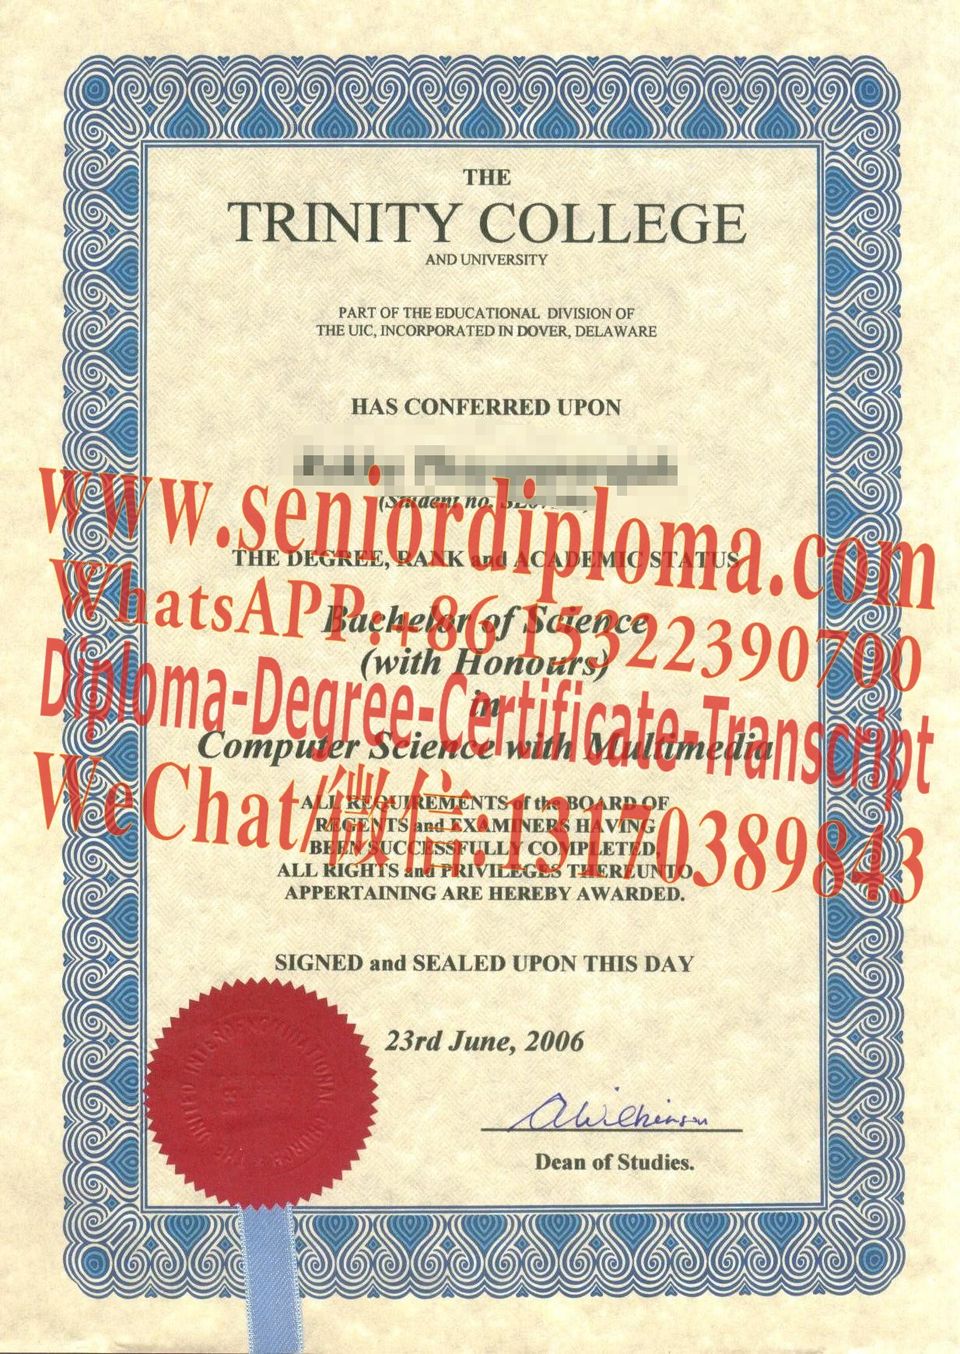 THE
TRINITY COLLEGE
AND UNIVERSITY
PART OF THE EDUCATIONAL DIVISION OF
THE UIC, INCORPORATED IN DOVER, DELAWARE
HAS CONFERRED UPON
(Student no.
www.seniordiploma.com
THE DEGREE, RANK and ACADEMIC STATUS
WhatsAPP:+86 15322390700
Bachelor of Science
(with Honours)
Diploma-Degree-Certificate-Transcript
in
Computer Science with Multimedia
WeChat/微信:13170389843
ALL REQUIREMENTS of the BOARD OF
REGENTS and EXAMINERS HAVING
BEEN SUCCESSFULLY COMPLETED,
ALL RIGHTS and PRIVILEGES THEREUNTO
APPERTAINING ARE HEREBY AWARDED.
SIGNED and SEALED UPON THIS DAY
23rd June, 2006
Dean of Studies.